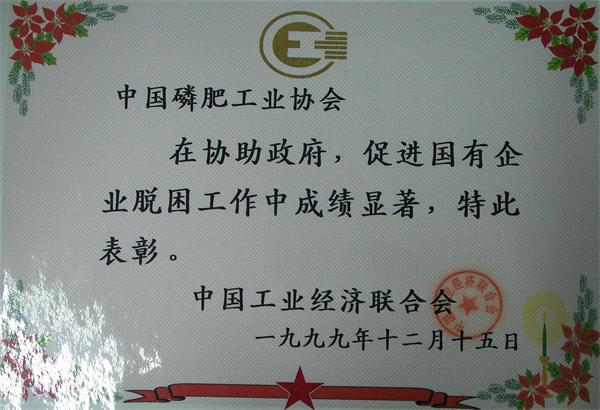 中国磷肥工业协会
在协助政府，促进国有企
业脱困工作中成绩显著，特此
表彰。
中国工业经济联合会
一九九九年十二月十五日